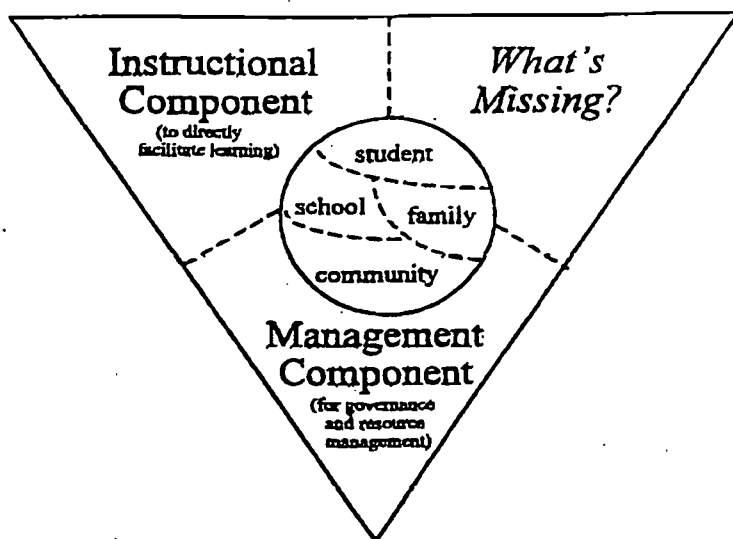 Instructional
Component
(to directly
facilitate learning)
What's
Missing?
student
school
family
community
Management
Component
(for governance
and resource
management)